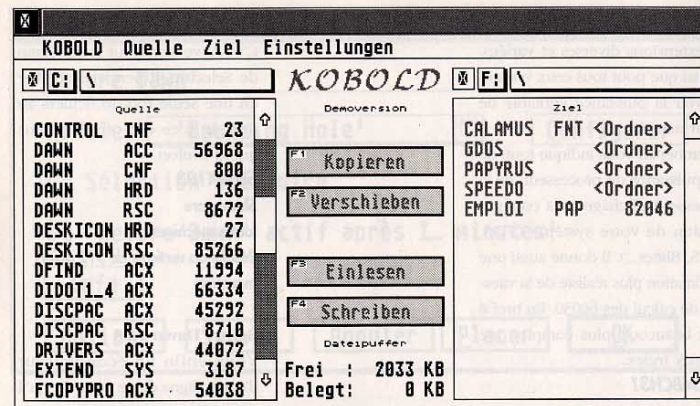 KOBOLD Quelle Ziel Einstellungen
C: \
KOBOLD
F: \
Quelle
CONTROL INF 23
DAWN ACC 56968
DAWN CNF 800
DAWN HRD 136
DAWN RSC 8672
DESKICON HRD 27
DESKICON RSC 85266
DFIND ACX 11994
DIDOT1_4 ACX 66334
DISCPAC ACX 45292
DISCPAC RSC 8710
DRIVERS ACX 44072
EXTEND SYS 3187
FCOPYPRO ACX 54038
Demoversion
F1 Kopieren
F2 Verschieben
F3 Einlesen
F4 Schreiben
Dateipuffer
Frei : 2033 KB
Belegt: 0 KB
Ziel
CALAMUS FNT <Ordner>
GDOS <Ordner>
PAPYRUS <Ordner>
SPEEDO <Ordner>
EMPLOI PAP 82046